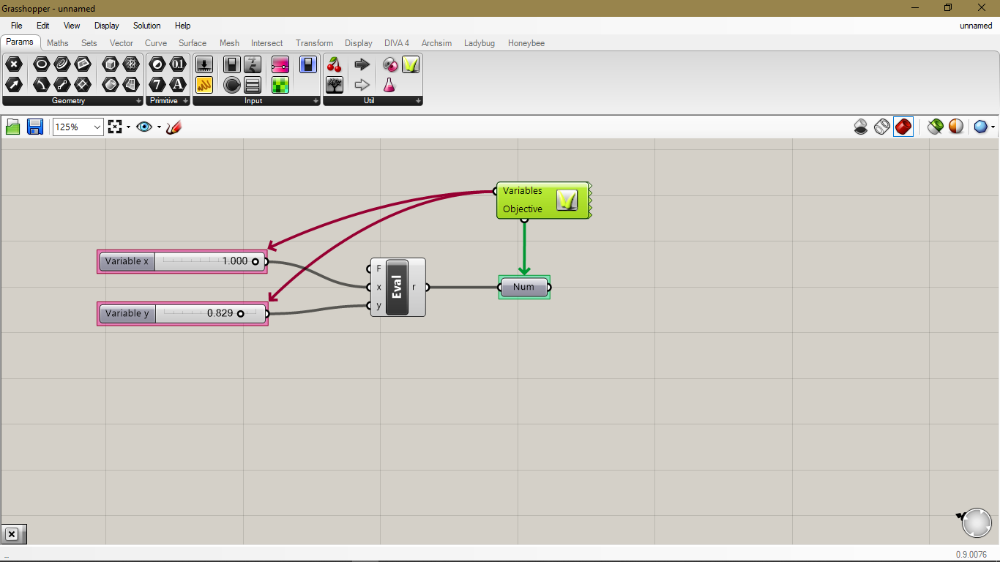 Grasshopper - unnamed
File Edit View Display Solution Help unnamed
Params Maths Sets Vector Curve Surface Mesh Intersect Transform Display DIVA 4 Archsim Ladybug Honeybee
0.1
7 A
Geometry Primitive Input Util
125%
Variables
Objective
Variable x 1.000
F
x Eval r Num
y
Variable y 0.829
0.9.0076